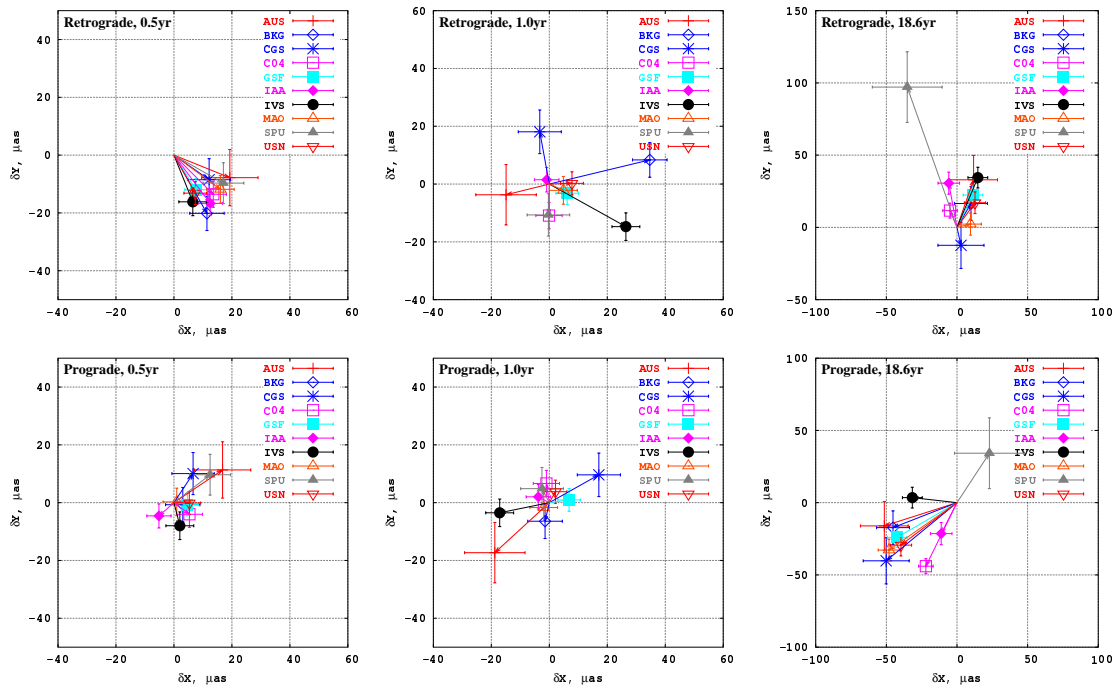 Retrograde, 0.5yr
60
40
20
0
−20
−40
−40 −20 0 20 40 60
δY, μas
δX, μas
AUS
BKG
CGS
C04
GSF
IAA
IVS
MAO
SPU
USN
Retrograde, 1.0yr
60
40
20
0
−20
−40
−40 −20 0 20 40 60
δY, μas
δX, μas
AUS
BKG
CGS
C04
GSF
IAA
IVS
MAO
SPU
USN
Retrograde, 18.6yr
150
100
50
0
−50
−100 −50 0 50 100
δY, μas
δX, μas
AUS
BKG
CGS
C04
GSF
IAA
IVS
MAO
SPU
USN
Prograde, 0.5yr
40
20
0
−20
−40
−40 −20 0 20 40 60
δY, μas
δX, μas
AUS
BKG
CGS
C04
GSF
IAA
IVS
MAO
SPU
USN
Prograde, 1.0yr
40
20
0
−20
−40
−40 −20 0 20 40 60
δY, μas
δX, μas
AUS
BKG
CGS
C04
GSF
IAA
IVS
MAO
SPU
USN
Prograde, 18.6yr
100
50
0
−50
−100
−100 −50 0 50 100
δY, μas
δX, μas
AUS
BKG
CGS
C04
GSF
IAA
IVS
MAO
SPU
USN